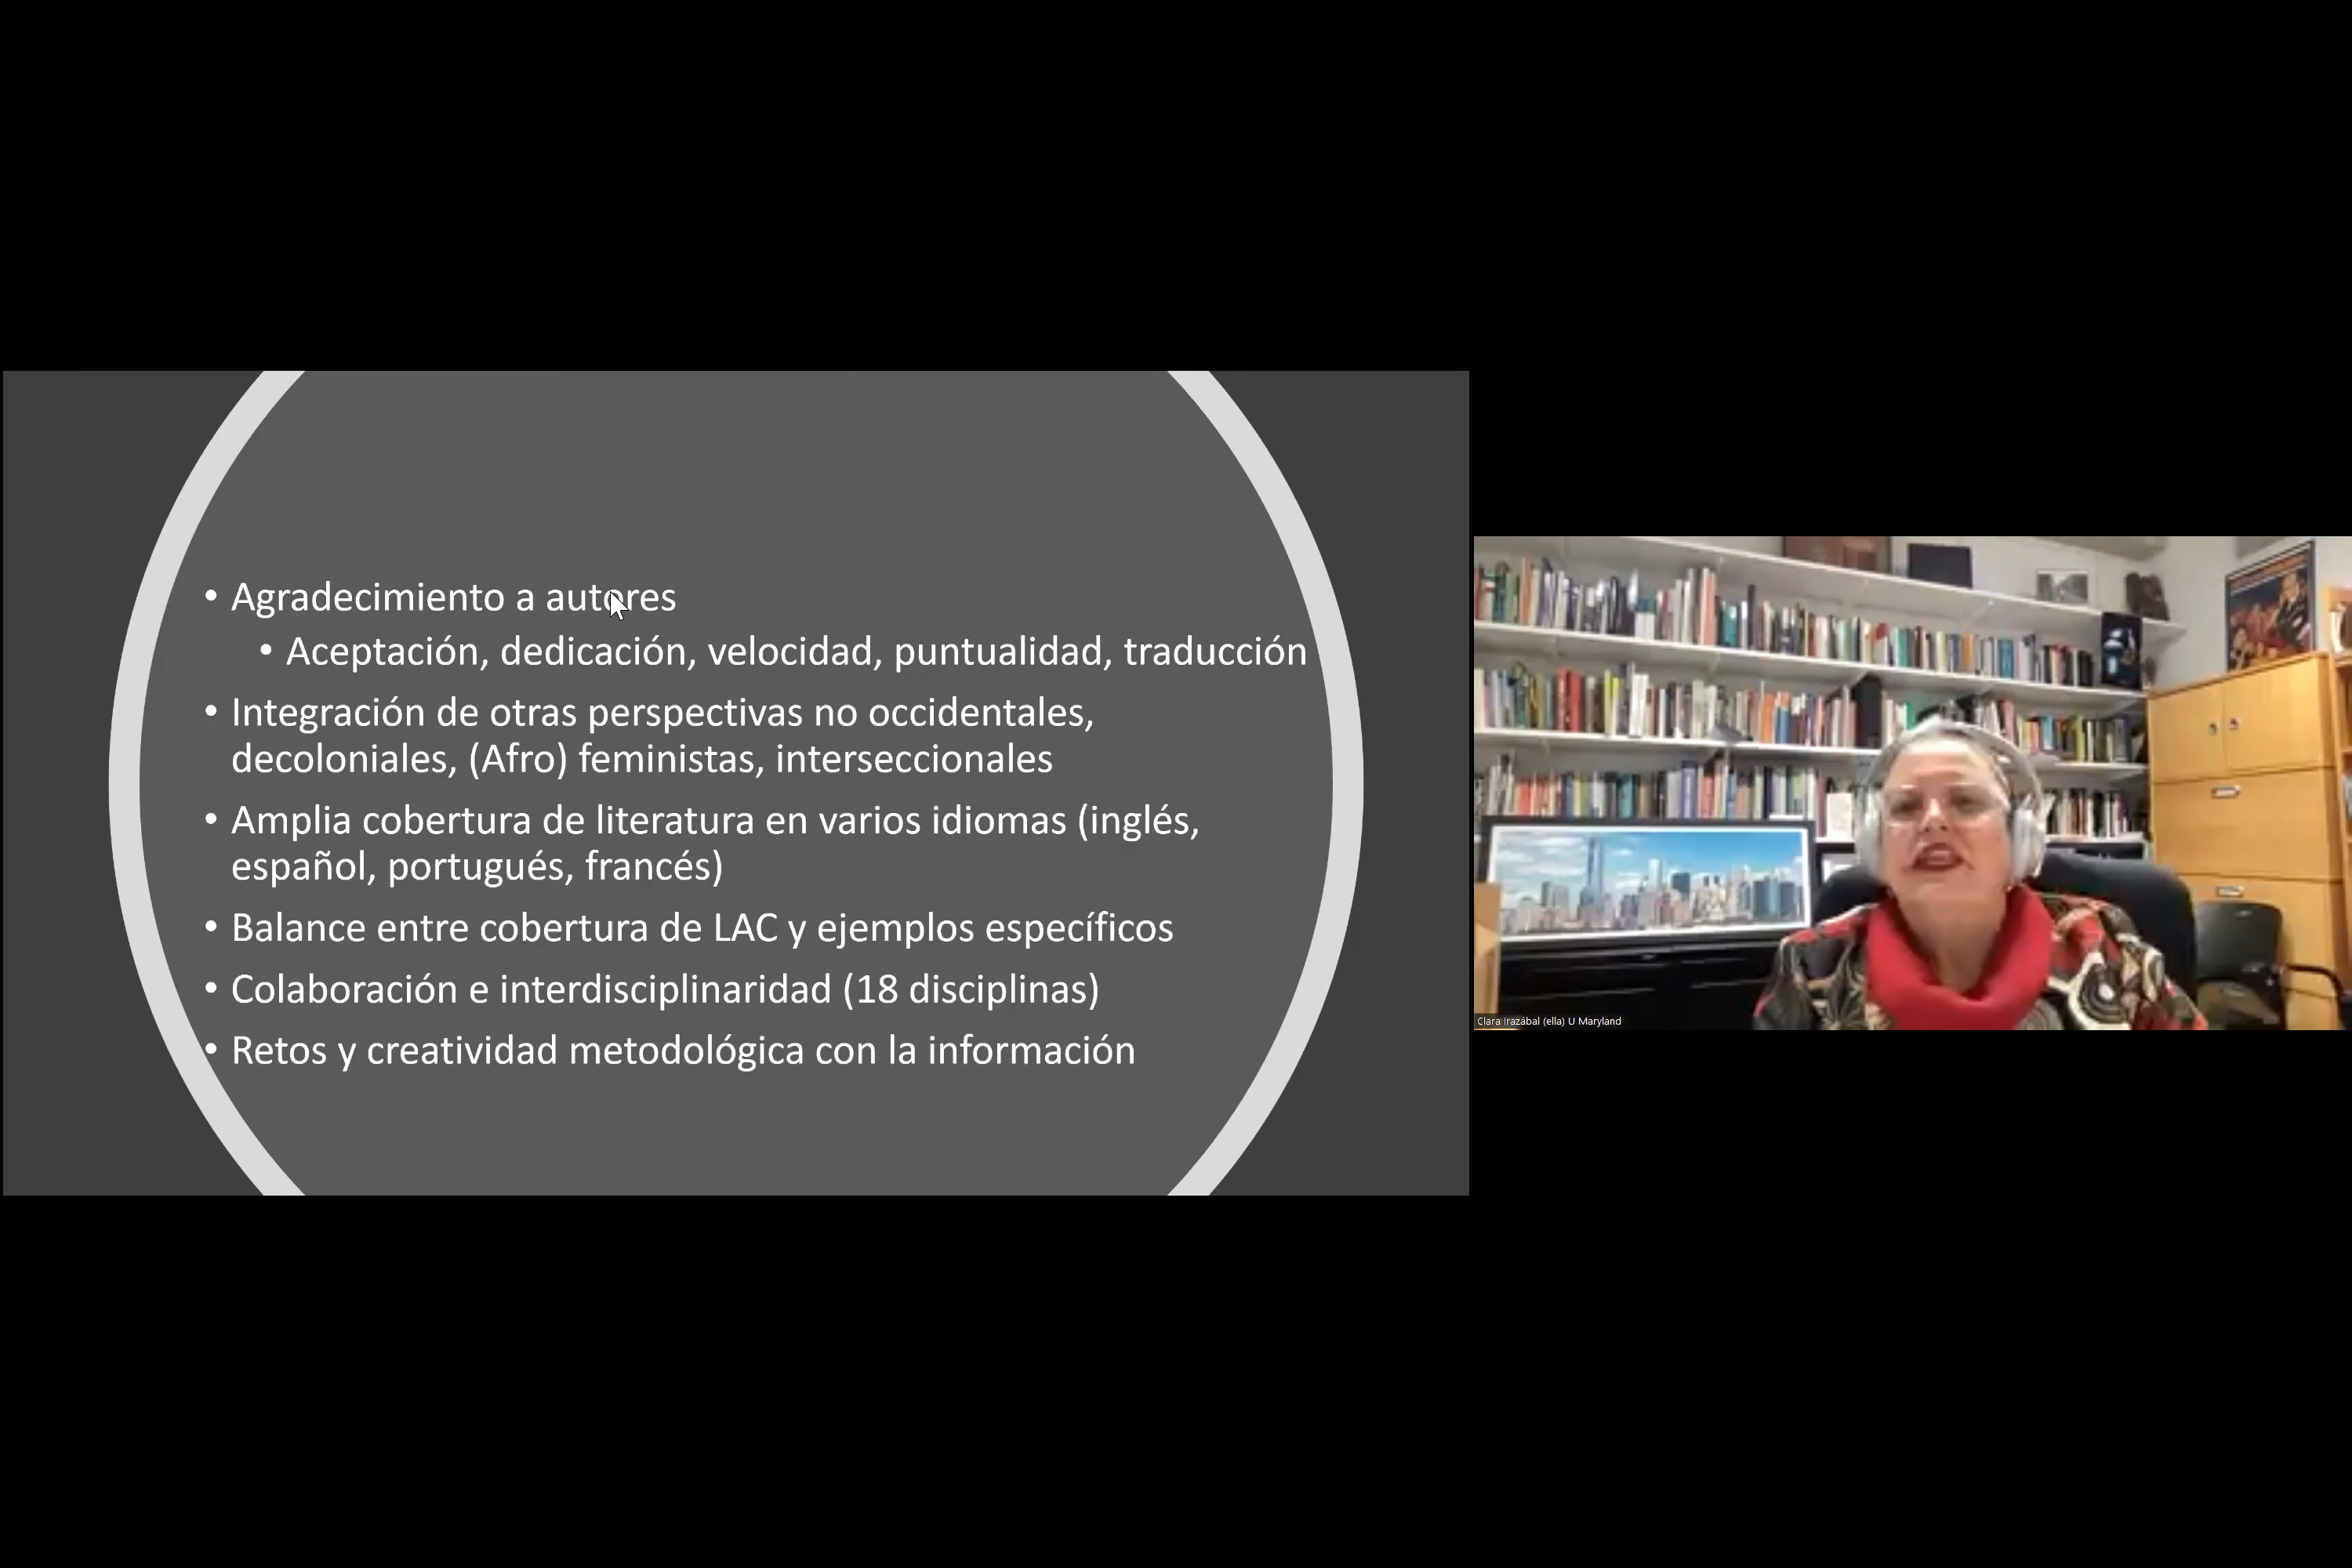 • Agradecimiento a autores
• Aceptación, dedicación, velocidad, puntualidad, traducción
• Integración de otras perspectivas no occidentales,
decoloniales, (Afro) feministas, interseccionales
• Amplia cobertura de literatura en varios idiomas (inglés,
español, portugués, francés)
• Balance entre cobertura de LAC y ejemplos específicos
• Colaboración e interdisciplinaridad (18 disciplinas)
• Retos y creatividad metodológica con la información
Clara Irazábal (ella) U Maryland